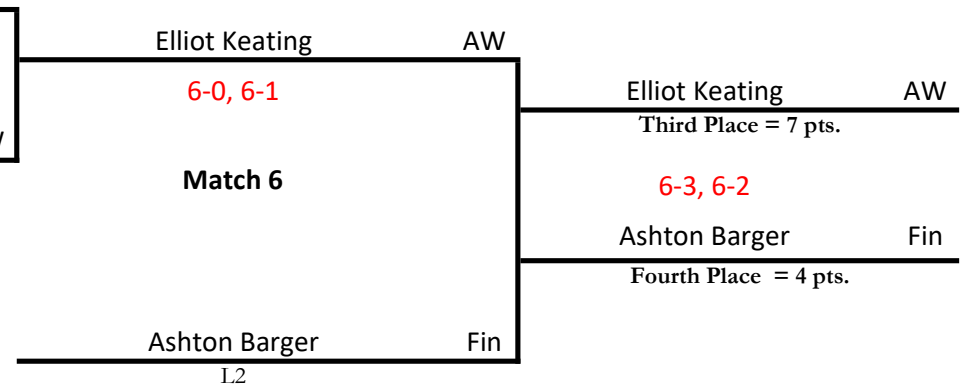 Elliot Keating AW
6-0, 6-1
Match 6
Ashton Barger Fin
L2
Elliot Keating AW
Third Place = 7 pts.
6-3, 6-2
Ashton Barger Fin
Fourth Place = 4 pts.